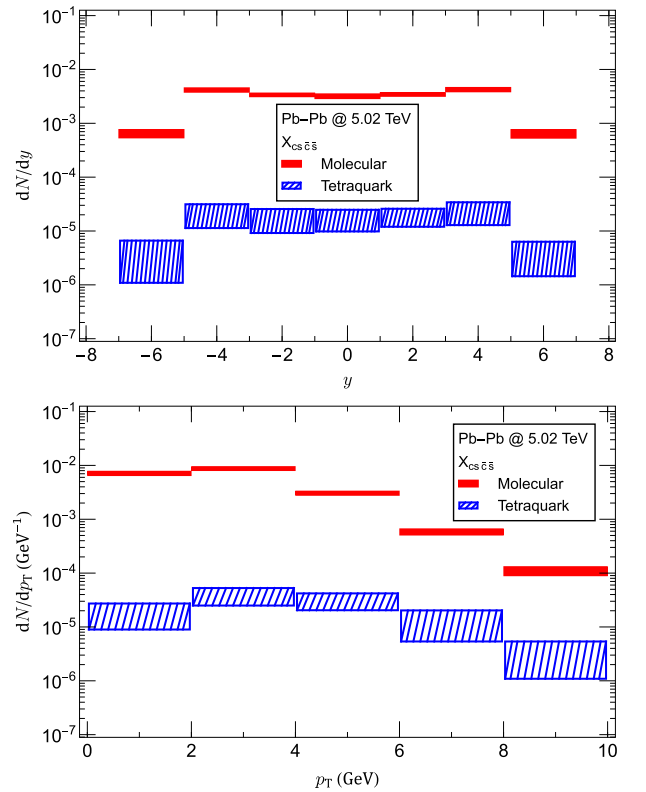 10⁻¹
10⁻²
10⁻³
10⁻⁴
10⁻⁵
10⁻⁶
10⁻⁷
dN/dy
Pb–Pb @ 5.02 TeV
X_{cs c̄ s̄}
Molecular
Tetraquark
−8 −6 −4 −2 0 2 4 6 8
y
10⁻¹
10⁻²
10⁻³
10⁻⁴
10⁻⁵
10⁻⁶
10⁻⁷
dN/dp_T (GeV⁻¹)
Pb–Pb @ 5.02 TeV
X_{cs c̄ s̄}
Molecular
Tetraquark
0 2 4 6 8 10
p_T (GeV)